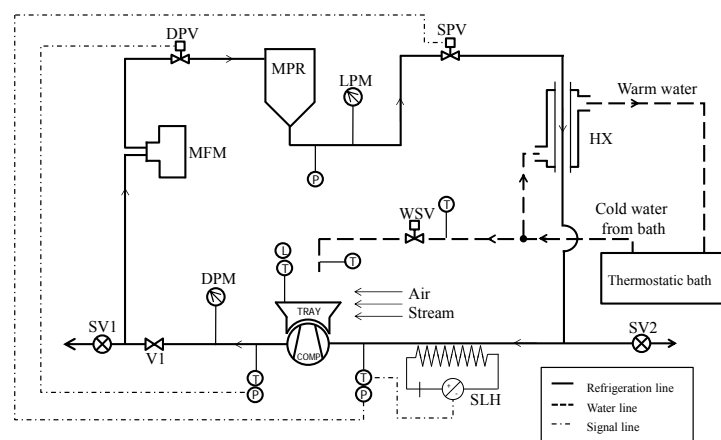 DPV
SPV
MPR
LPM
Warm water
HX
MFM
P
T
WSV
Cold water
from bath
L
T
T
Thermostatic bath
DPM
Air
Stream
TRAY
SV1
V1
COMP
SV2
T
P
T
P
SLH
Refrigeration line
Water line
Signal line